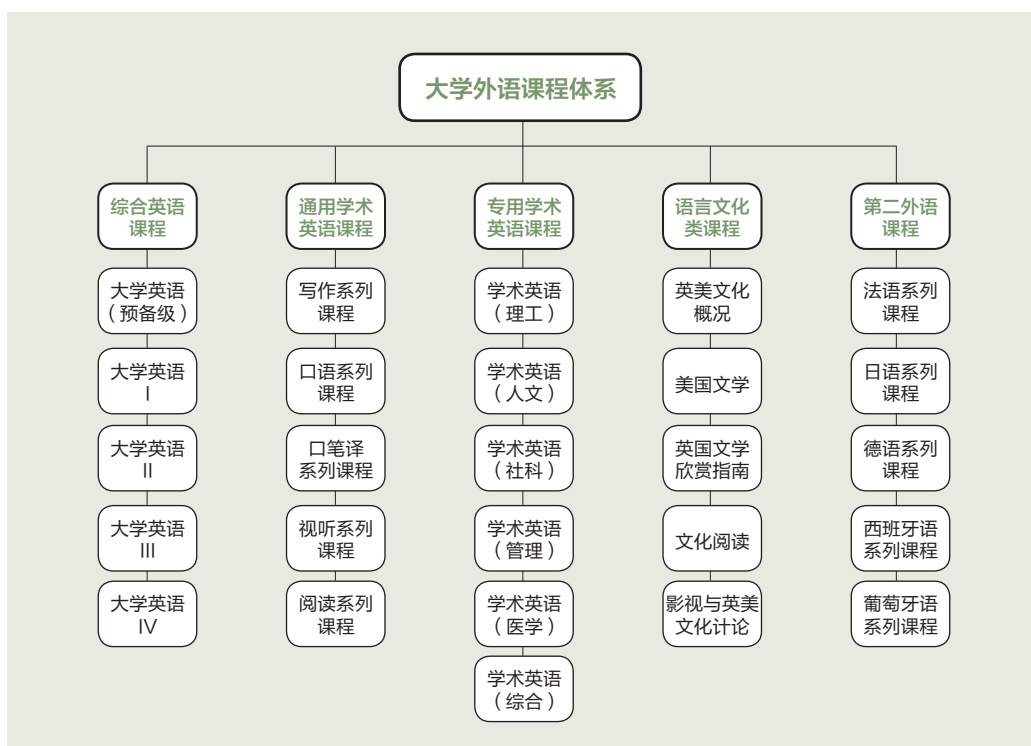 大学外语课程体系
综合英语
课程
大学英语
（预备级）
大学英语
I
大学英语
II
大学英语
III
大学英语
IV
通用学术
英语课程
写作系列
课程
口语系列
课程
口笔译
系列课程
视听系列
课程
阅读系列
课程
专用学术
英语课程
学术英语
（理工）
学术英语
（人文）
学术英语
（社科）
学术英语
（管理）
学术英语
（医学）
学术英语
（综合）
语言文化
类课程
英美文化
概况
美国文学
英国文学
欣赏指南
文化阅读
影视与英美
文化计论
第二外语
课程
法语系列
课程
日语系列
课程
德语系列
课程
西班牙语
系列课程
葡萄牙语
系列课程